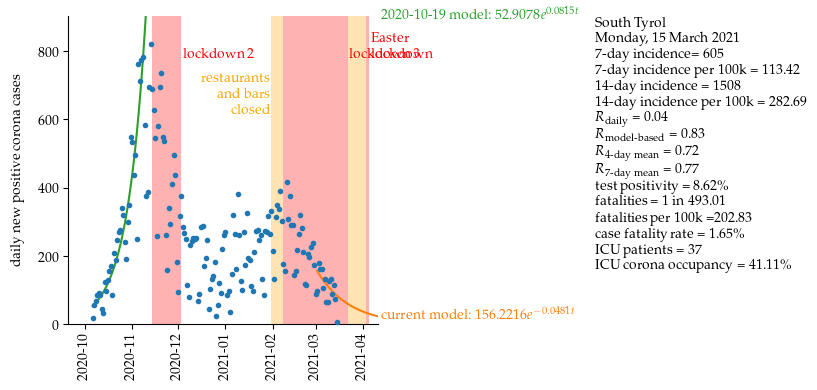 2020-10-19 model: 52.9078e^0.0815t
Easter
lockdown
lockdown 2
lockdown 3
restaurants
and bars
closed
daily new positive corona cases
800
600
400
200
0
2020-10
2020-11
2020-12
2021-01
2021-02
2021-03
2021-04
current model: 156.2216e^−0.0481t
South Tyrol
Monday, 15 March 2021
7-day incidence= 605
7-day incidence per 100k = 113.42
14-day incidence = 1508
14-day incidence per 100k = 282.69
R_daily = 0.04
R_model-based = 0.83
R_4-day mean = 0.72
R_7-day mean = 0.77
test positivity = 8.62%
fatalities = 1 in 493.01
fatalities per 100k =202.83
case fatality rate = 1.65%
ICU patients = 37
ICU corona occupancy = 41.11%